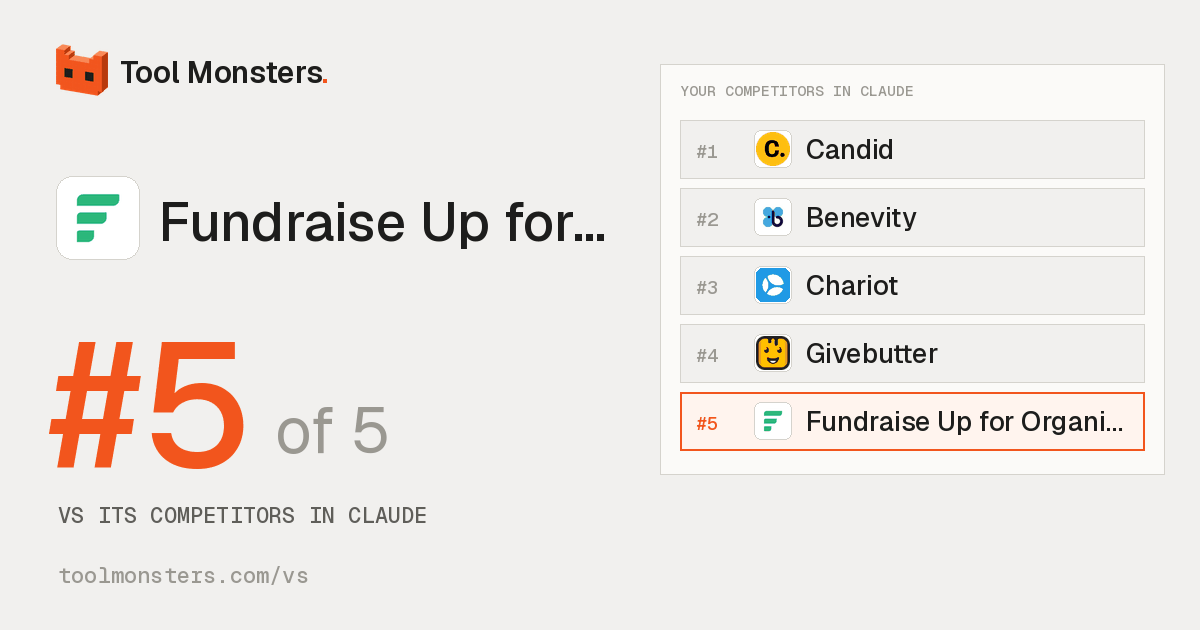 Tool Monsters.
Fundraise Up for...
#5 of 5
VS ITS COMPETITORS IN CLAUDE
toolmonsters.com/vs
YOUR COMPETITORS IN CLAUDE
#1 C. Candid
#2 b Benevity
#3 Chariot
#4 Givebutter
#5 Fundraise Up for Organi...